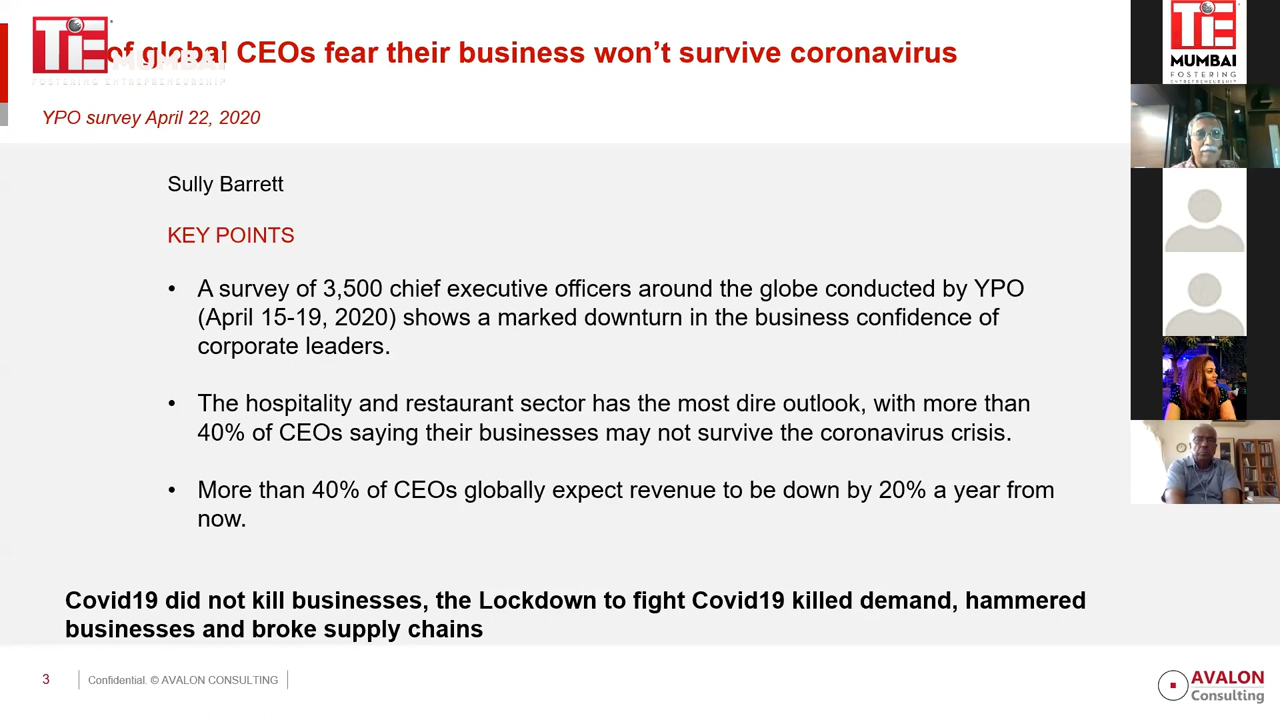 of global CEOs fear their business won’t survive coronavirus
TiE
MUMBAI
FOSTERING ENTREPRENEURSHIP
YPO survey April 22, 2020
Sully Barrett
KEY POINTS
• A survey of 3,500 chief executive officers around the globe conducted by YPO
(April 15-19, 2020) shows a marked downturn in the business confidence of
corporate leaders.
• The hospitality and restaurant sector has the most dire outlook, with more than
40% of CEOs saying their businesses may not survive the coronavirus crisis.
• More than 40% of CEOs globally expect revenue to be down by 20% a year from
now.
Covid19 did not kill businesses, the Lockdown to fight Covid19 killed demand, hammered
businesses and broke supply chains
3
Confidential. © AVALON CONSULTING
AVALON
Consulting
TiE
MUMBAI
FOSTERING
ENTREPRENEURSHIP